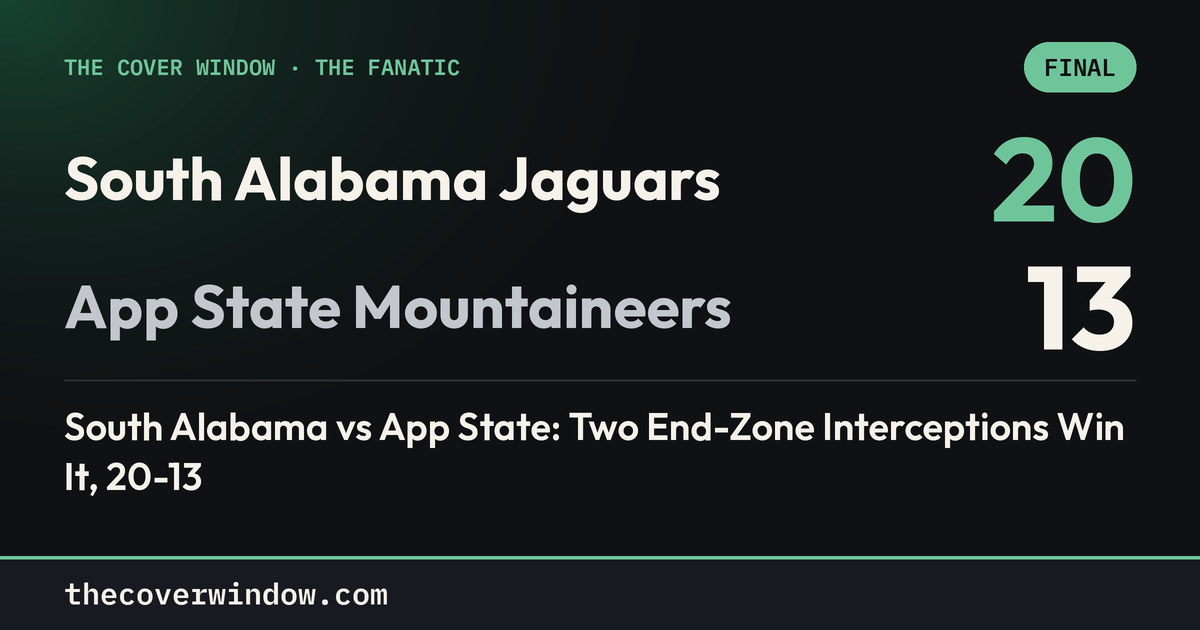 THE COVER WINDOW · THE FANATIC
FINAL
South Alabama Jaguars
20
App State Mountaineers
13
South Alabama vs App State: Two End-Zone Interceptions Win
It, 20-13
thecoverwindow.com